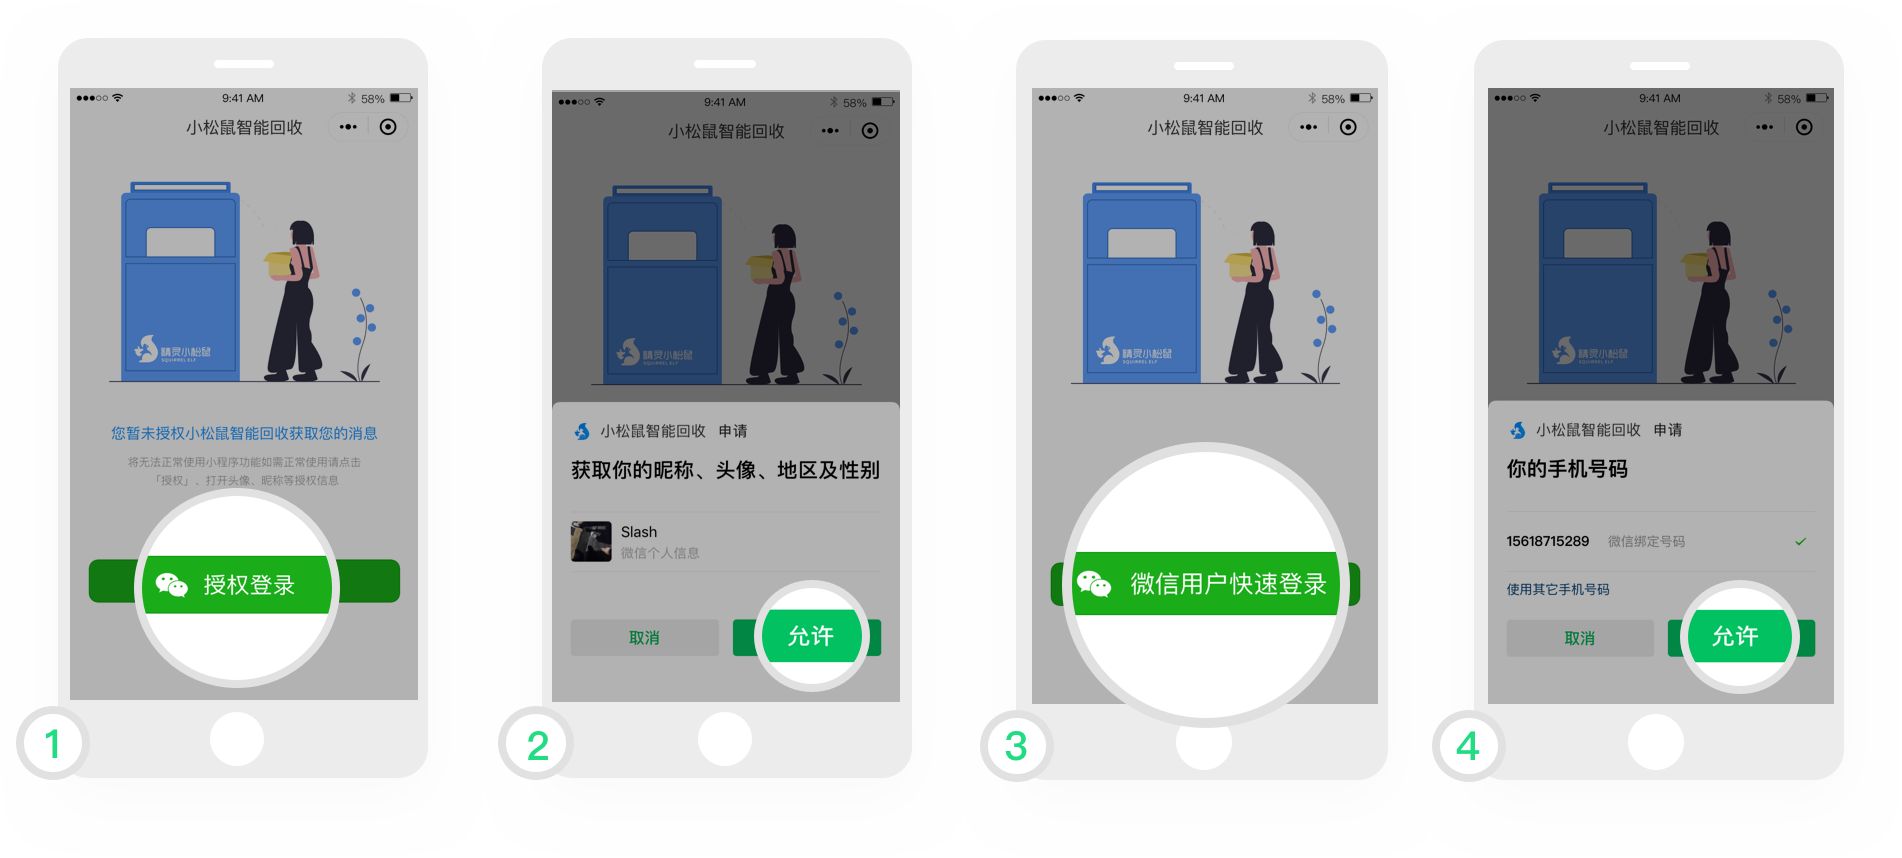 9:41 AM
58%
小松鼠智能回收
精灵小松鼠
SQUIRREL ELF
您暂未授权小松鼠智能回收获取您的消息
将无法正常使用小程序功能如需正常使用请点击
「授权」、打开头像、昵称等授权信息
授权登录
1
9:41 AM
58%
小松鼠智能回收
精灵小松鼠
SQUIRREL ELF
小松鼠智能回收 申请
获取你的昵称、头像、地区及性别
Slash
微信个人信息
取消
允许
2
9:41 AM
58%
小松鼠智能回收
精灵小松鼠
SQUIRREL ELF
微信用户快速登录
3
9:41 AM
58%
小松鼠智能回收
精灵小松鼠
SQUIRREL ELF
小松鼠智能回收 申请
你的手机号码
15618715289 微信绑定号码
使用其它手机号码
取消
允许
4